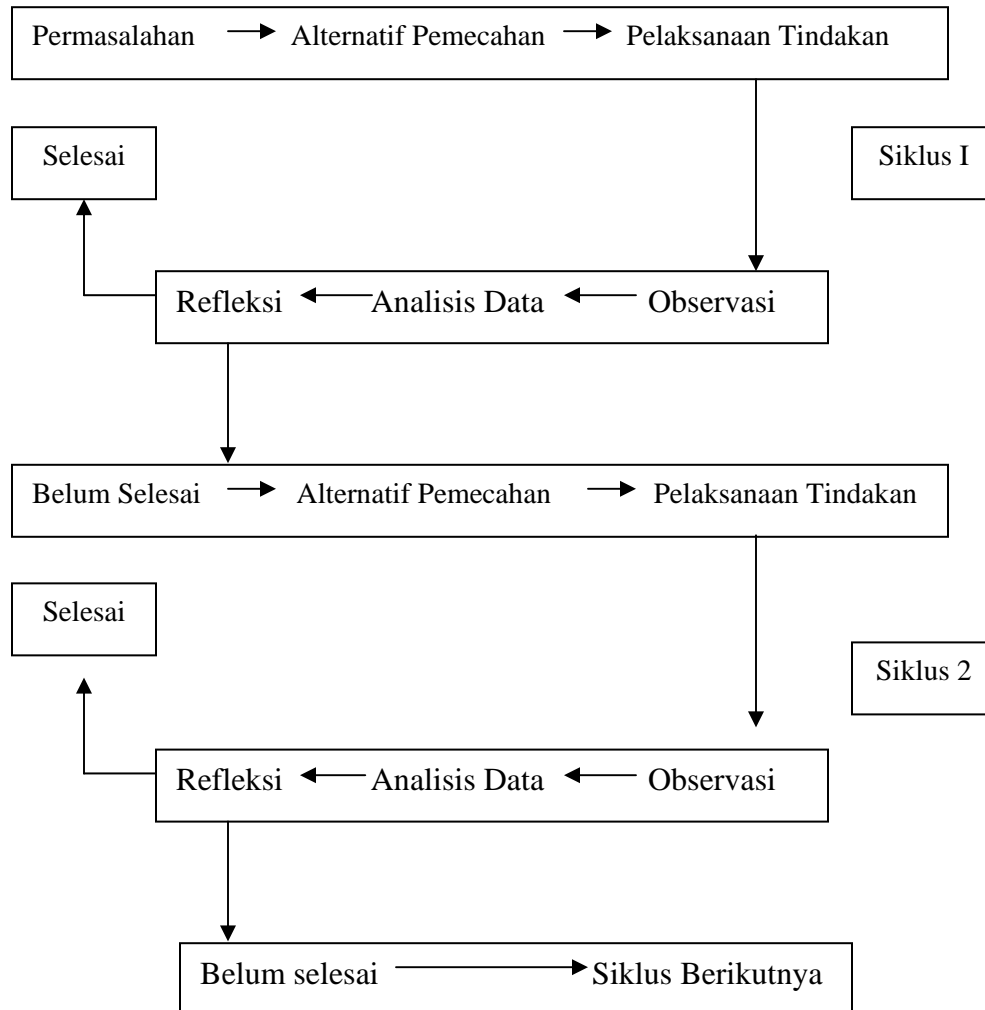 Permasalahan Alternatif Pemecahan Pelaksanaan Tindakan
Selesai
Siklus I
Refleksi Analisis Data Observasi
Belum Selesai Alternatif Pemecahan Pelaksanaan Tindakan
Selesai
Siklus 2
Refleksi Analisis Data Observasi
Belum selesai Siklus Berikutnya